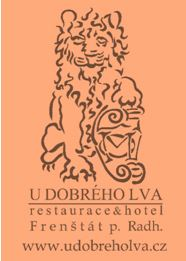 U DOBRÉHO LVA
restaurace&hotel
Frenštát p. Radh.
www.udobreholva.cz